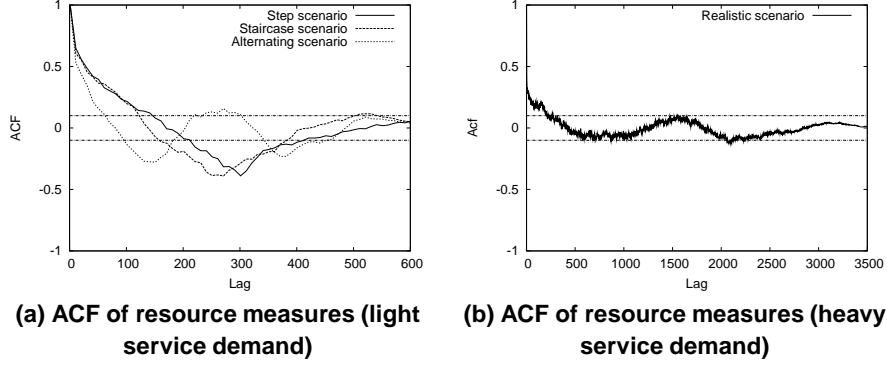 1
0.5
0
-0.5
-1
ACF
0 100 200 300 400 500 600
Lag
Step scenario
Staircase scenario
Alternating scenario
(a) ACF of resource measures (light
service demand)
1
0.5
0
-0.5
-1
Acf
0 500 1000 1500 2000 2500 3000 3500
Lag
Realistic scenario
(b) ACF of resource measures (heavy
service demand)